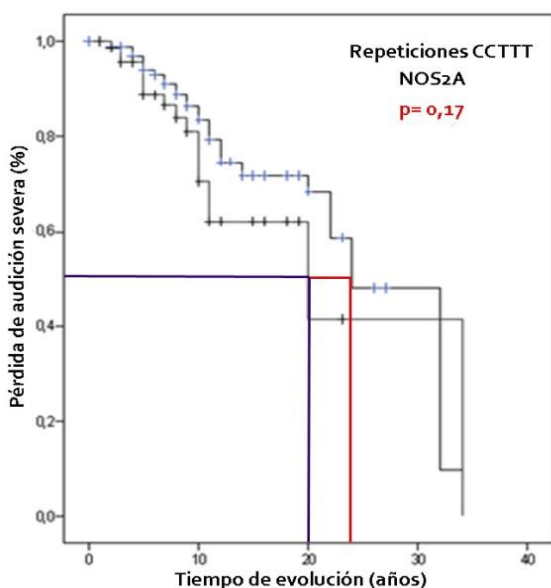 Repeticiones CCTTT
NOS2A
p= 0,17
Pérdida de audición severa (%)
1,0
0,8
0,6
0,4
0,2
0,0
0
10
20
30
40
Tiempo de evolución (años)